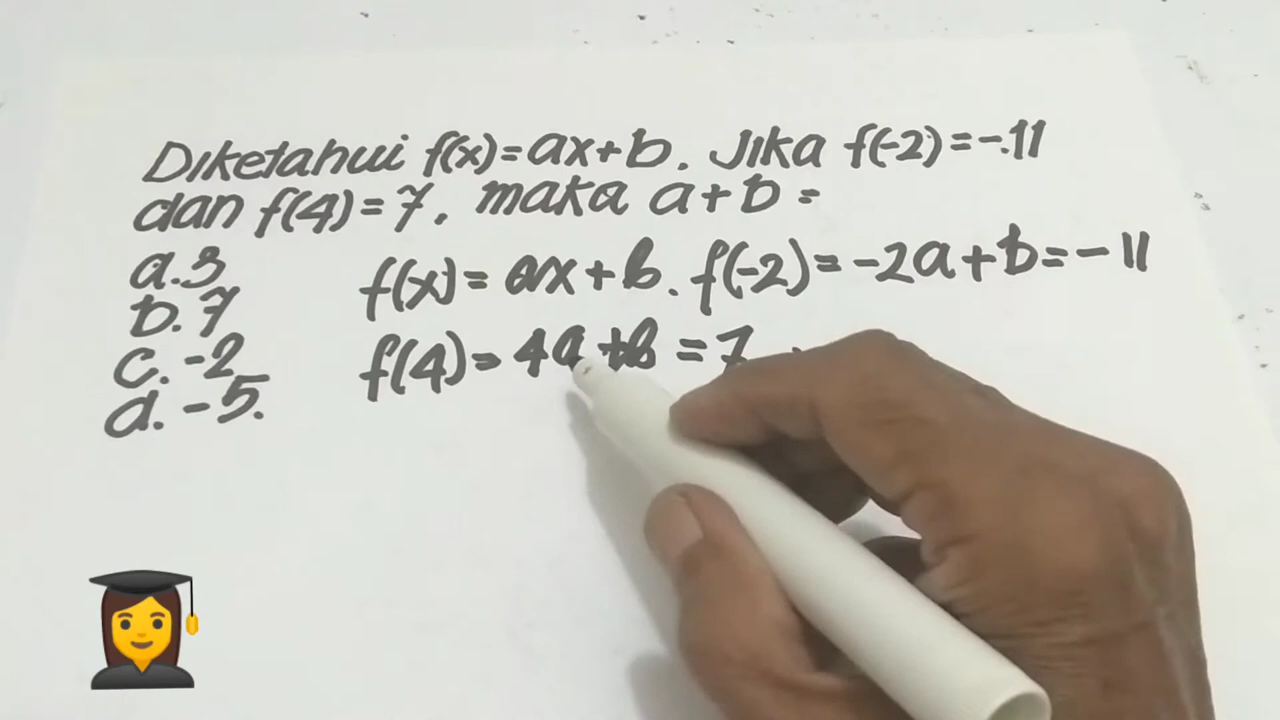 Diketahui f(x)=ax+b. Jika f(-2)=-11
dan f(4)=7, maka a+b=
a.3
b.7
c.-2
d.-5.
f(x)=ax+b. f(-2)=-2a+b=-11
f(4)=4a+b=7